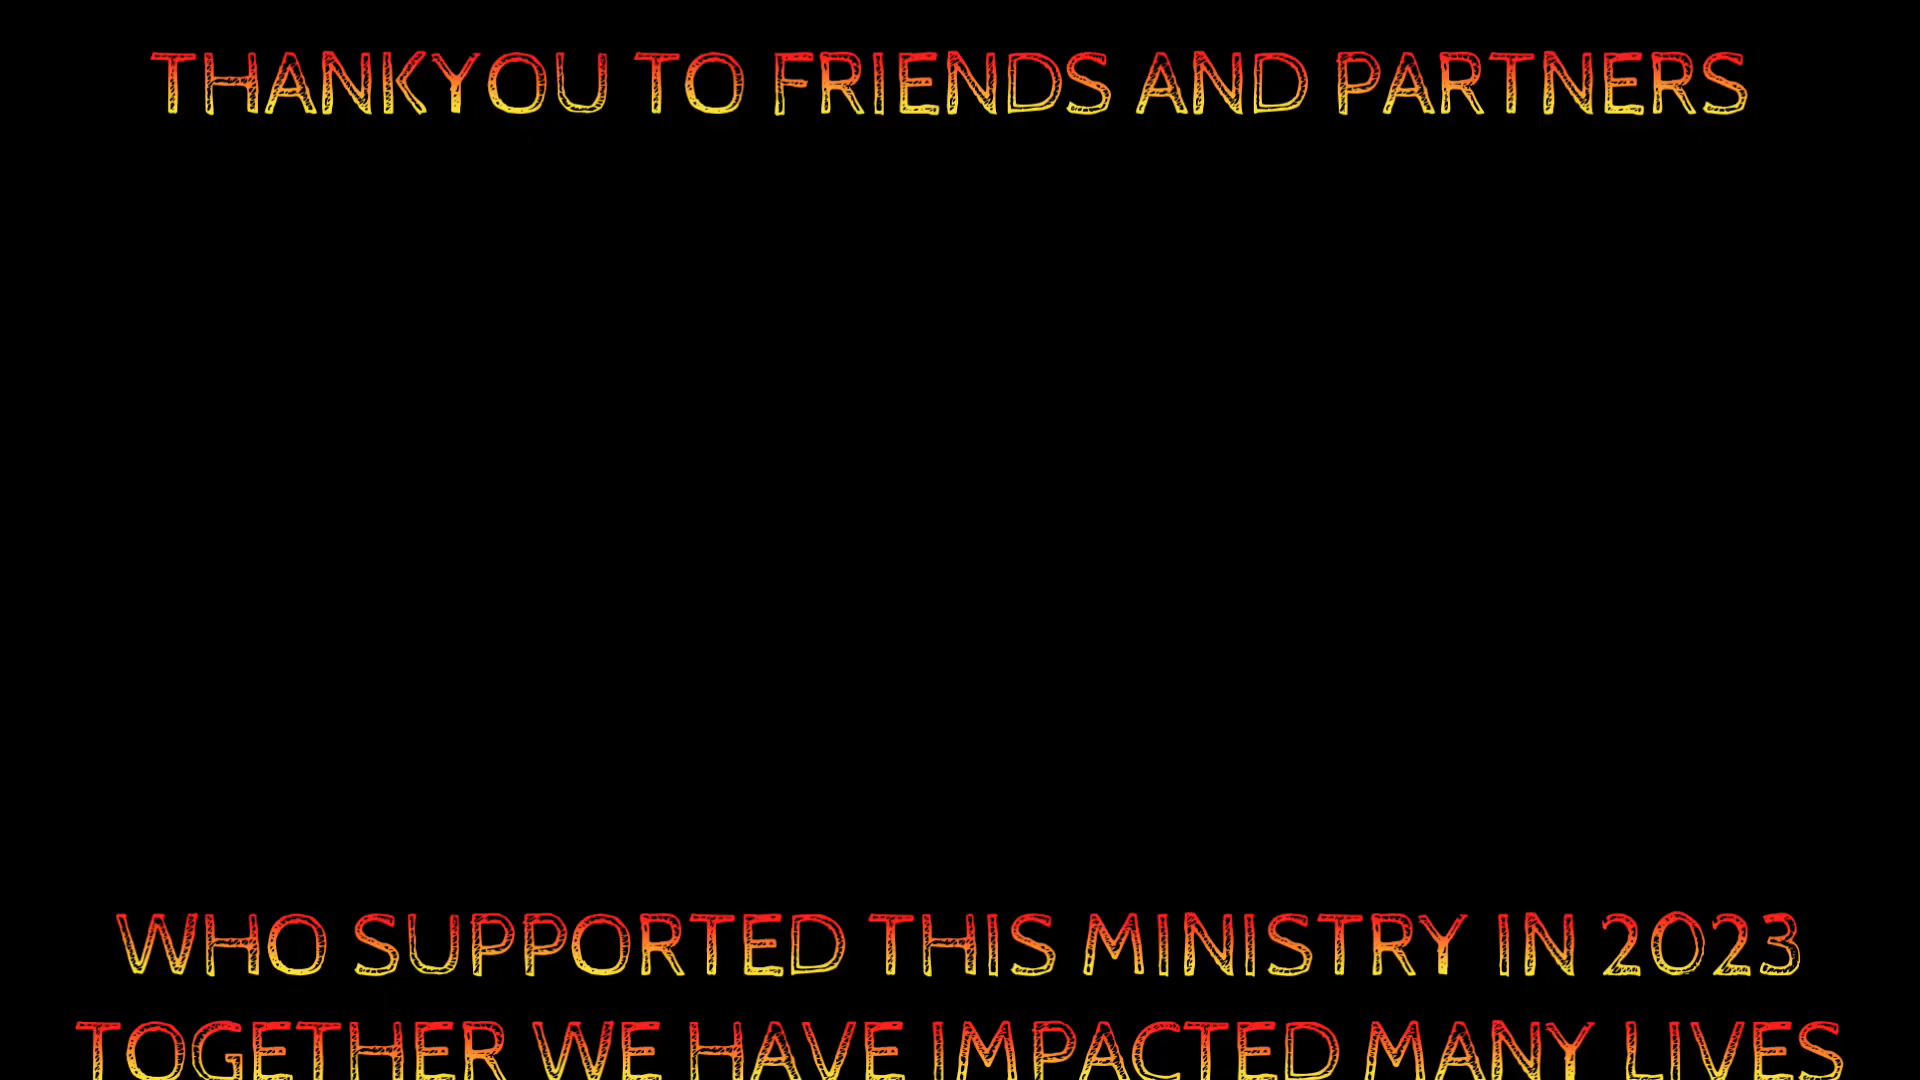 THANKYOU TO FRIENDS AND PARTNERS
WHO SUPPORTED THIS MINISTRY IN 2023
TOGETHER WE HAVE IMPACTED MANY LIVES